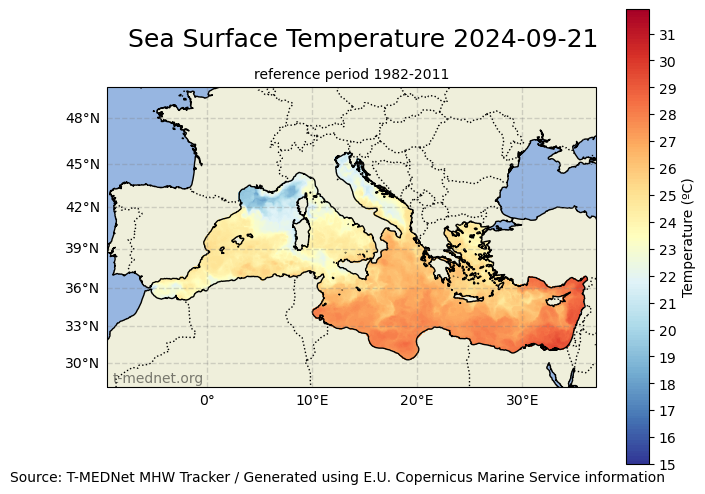 Sea Surface Temperature 2024-09-21
reference period 1982-2011
48°N
45°N
42°N
39°N
36°N
33°N
30°N
0°
10°E
20°E
30°E
t-mednet.org
31
30
29
28
27
26
25
24
23
22
21
20
19
18
17
16
15
Temperature (ºC)
Source: T-MEDNet MHW Tracker / Generated using E.U. Copernicus Marine Service information